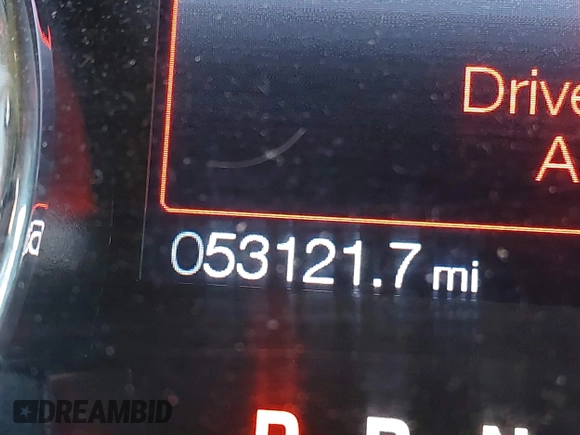 Drive
A
053121.7 mi
P R N
DREAMBID